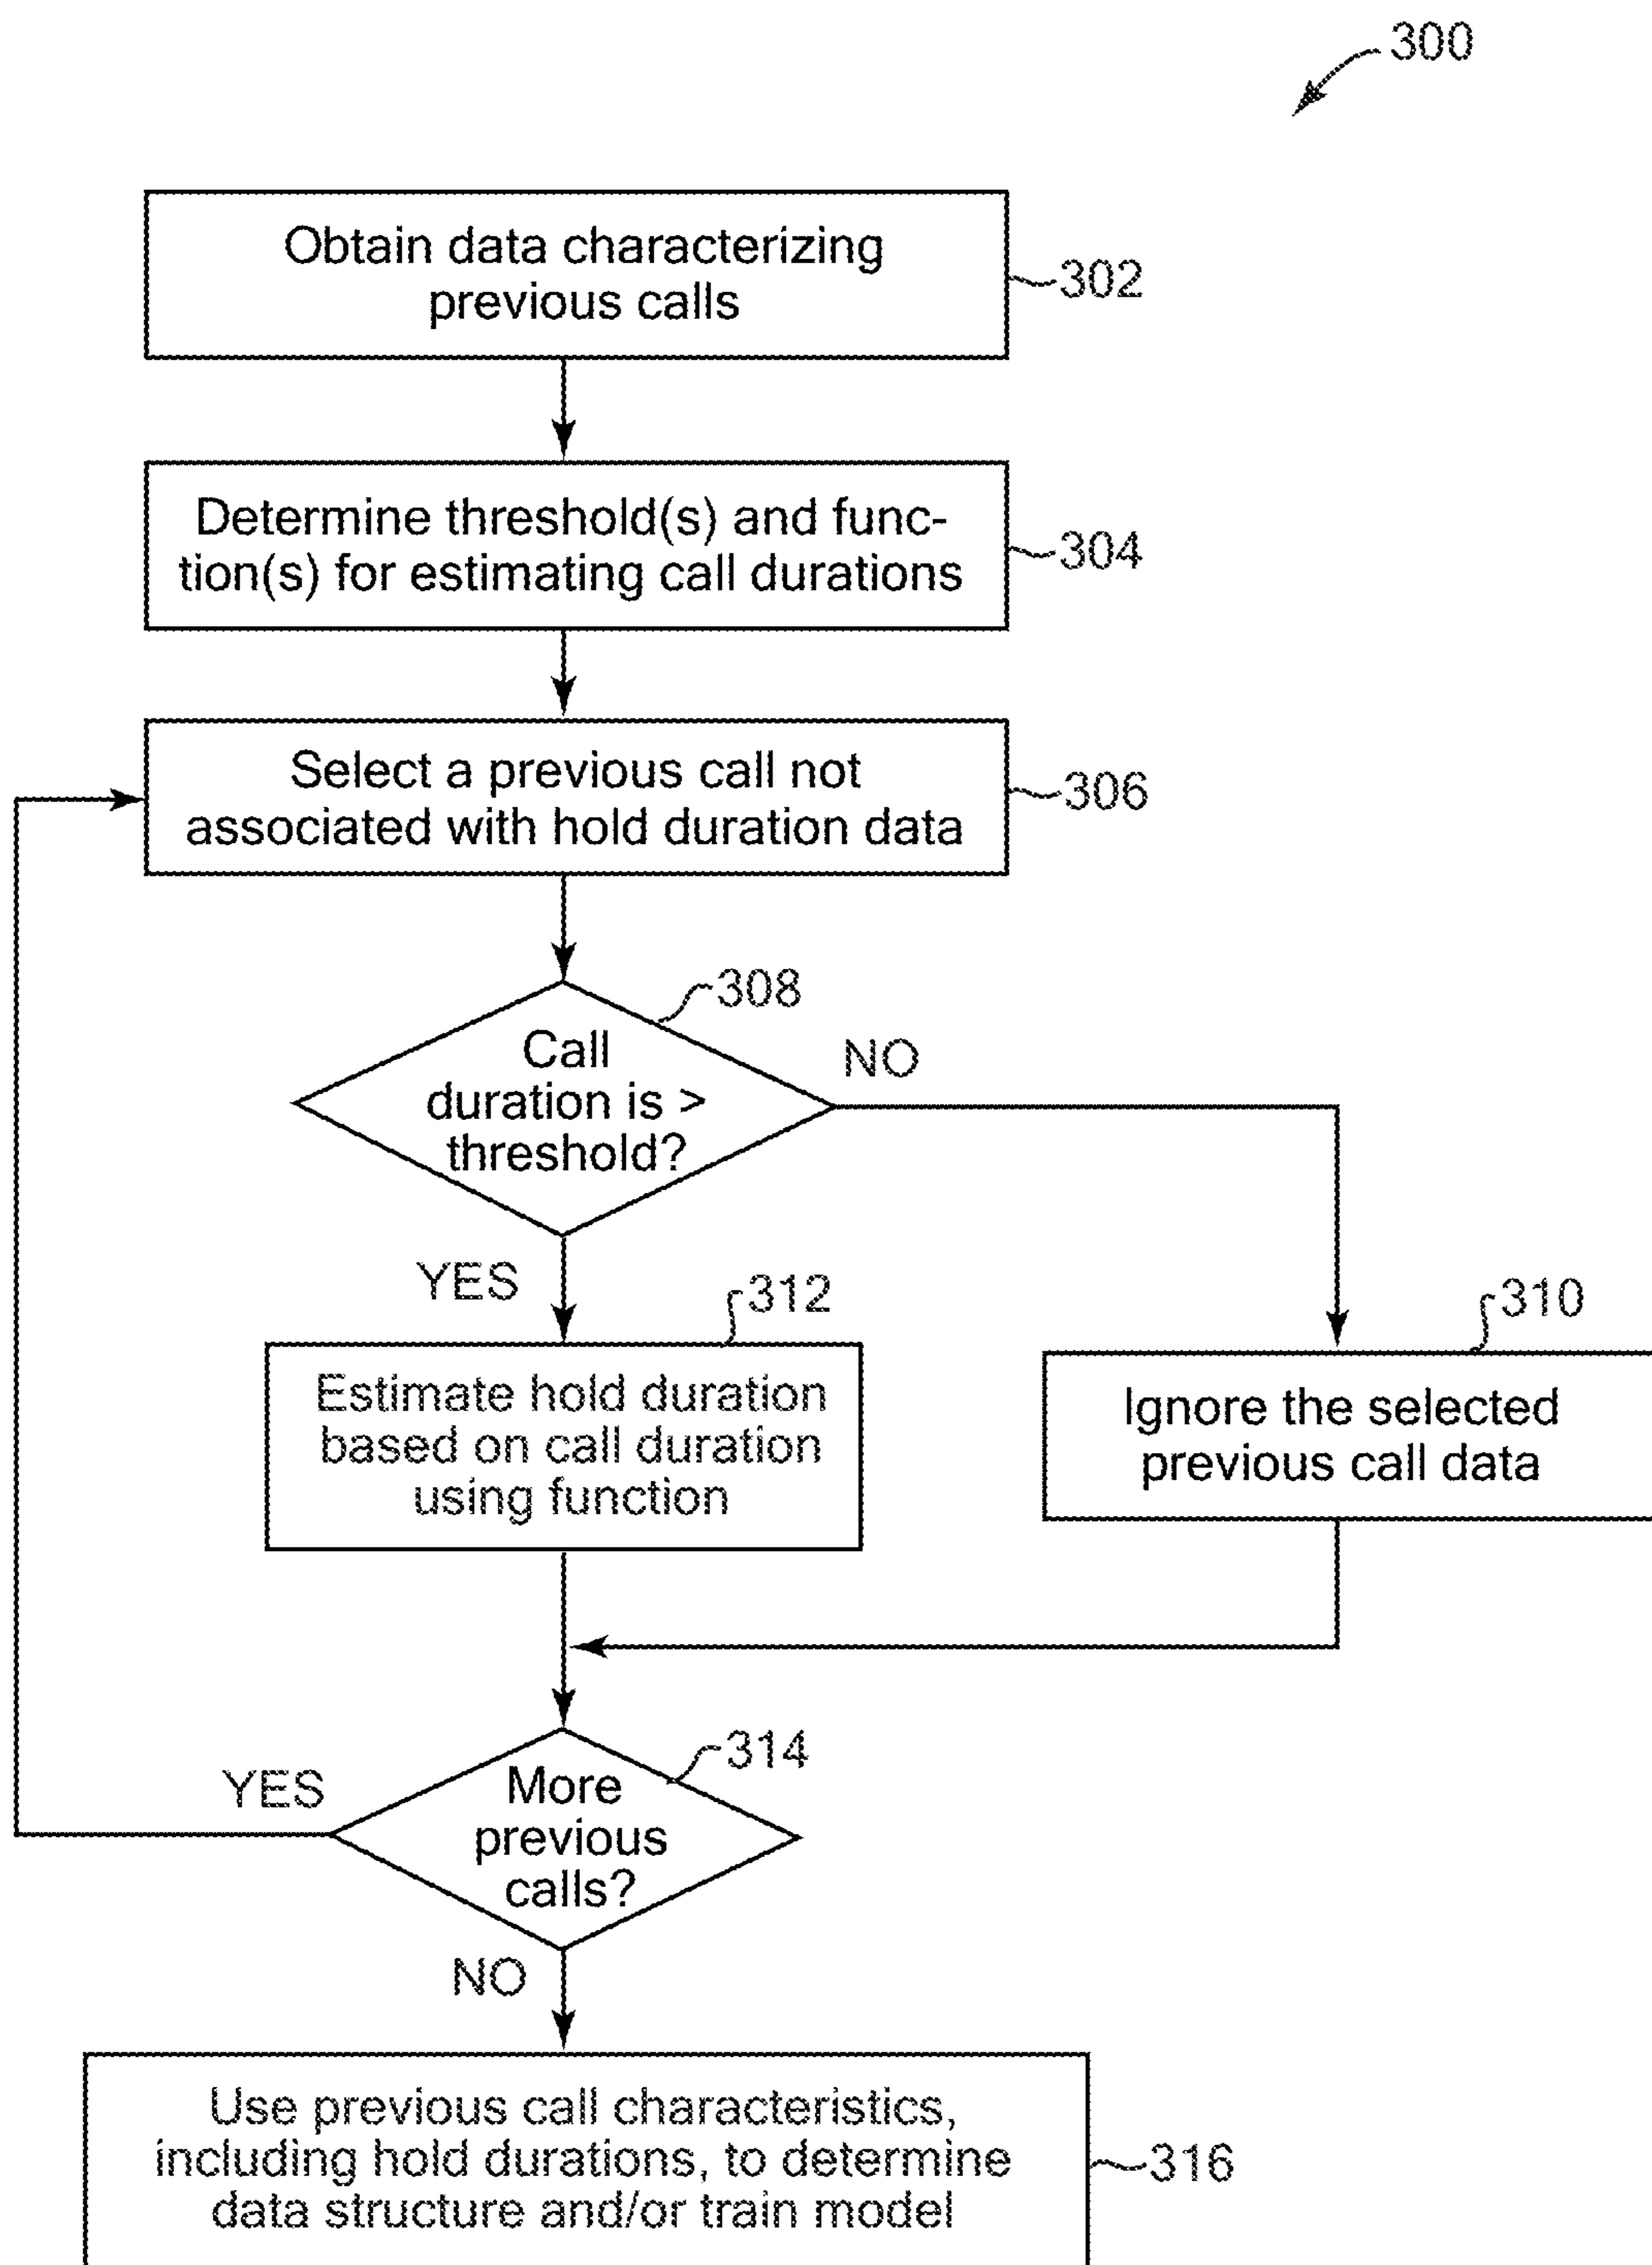 300
Obtain data characterizing
previous calls
302
Determine threshold(s) and func-
tion(s) for estimating call durations
304
Select a previous call not
associated with hold duration data
306
308
Call
duration is >
threshold?
NO
YES
312
310
Estimate hold duration
based on call duration
using function
Ignore the selected
previous call data
314
YES
More
previous
calls?
NO
Use previous call characteristics,
including hold durations, to determine
data structure and/or train model
316